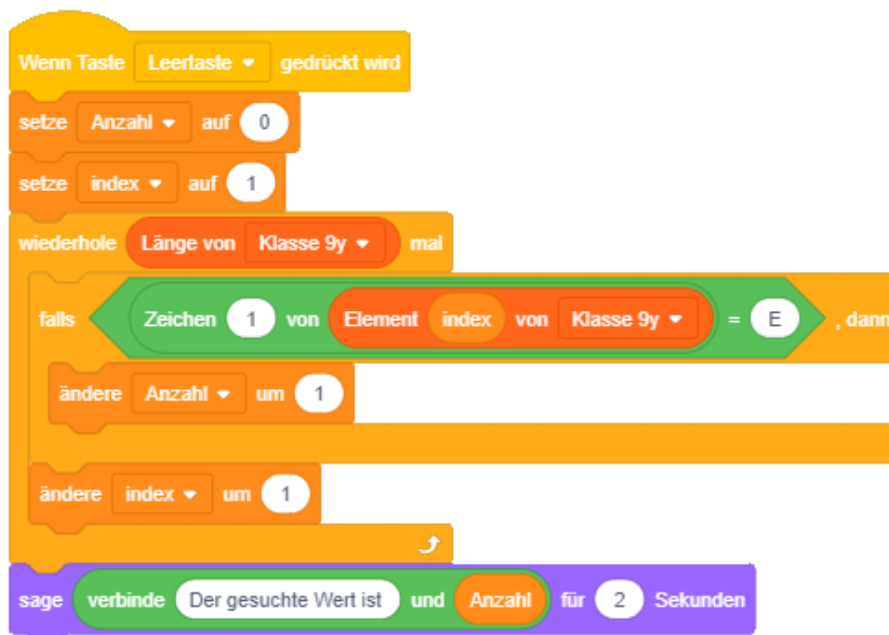 Wenn Taste Leertaste gedrückt wird
setze Anzahl auf 0
setze index auf 1
wiederhole Länge von Klasse 9y mal
falls Zeichen 1 von Element index von Klasse 9y = E , dann
ändere Anzahl um 1
ändere index um 1
sage verbinde Der gesuchte Wert ist und Anzahl für 2 Sekunden